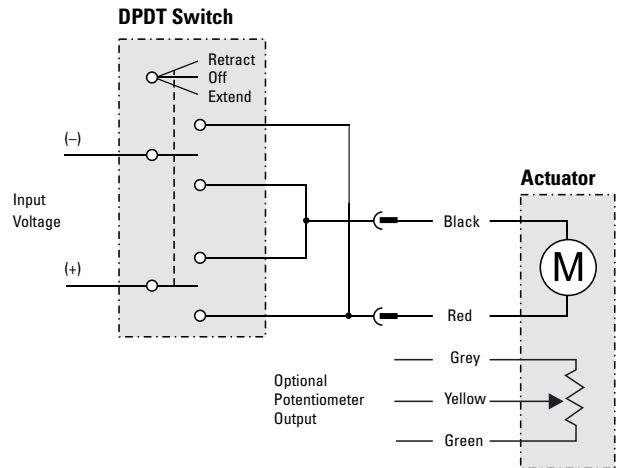 DPDT Switch
Retract
Off
Extend
(–)
Input
Voltage
(+)
Actuator
Black
M
Red
Grey
Optional
Potentiometer
Output
Yellow
Green